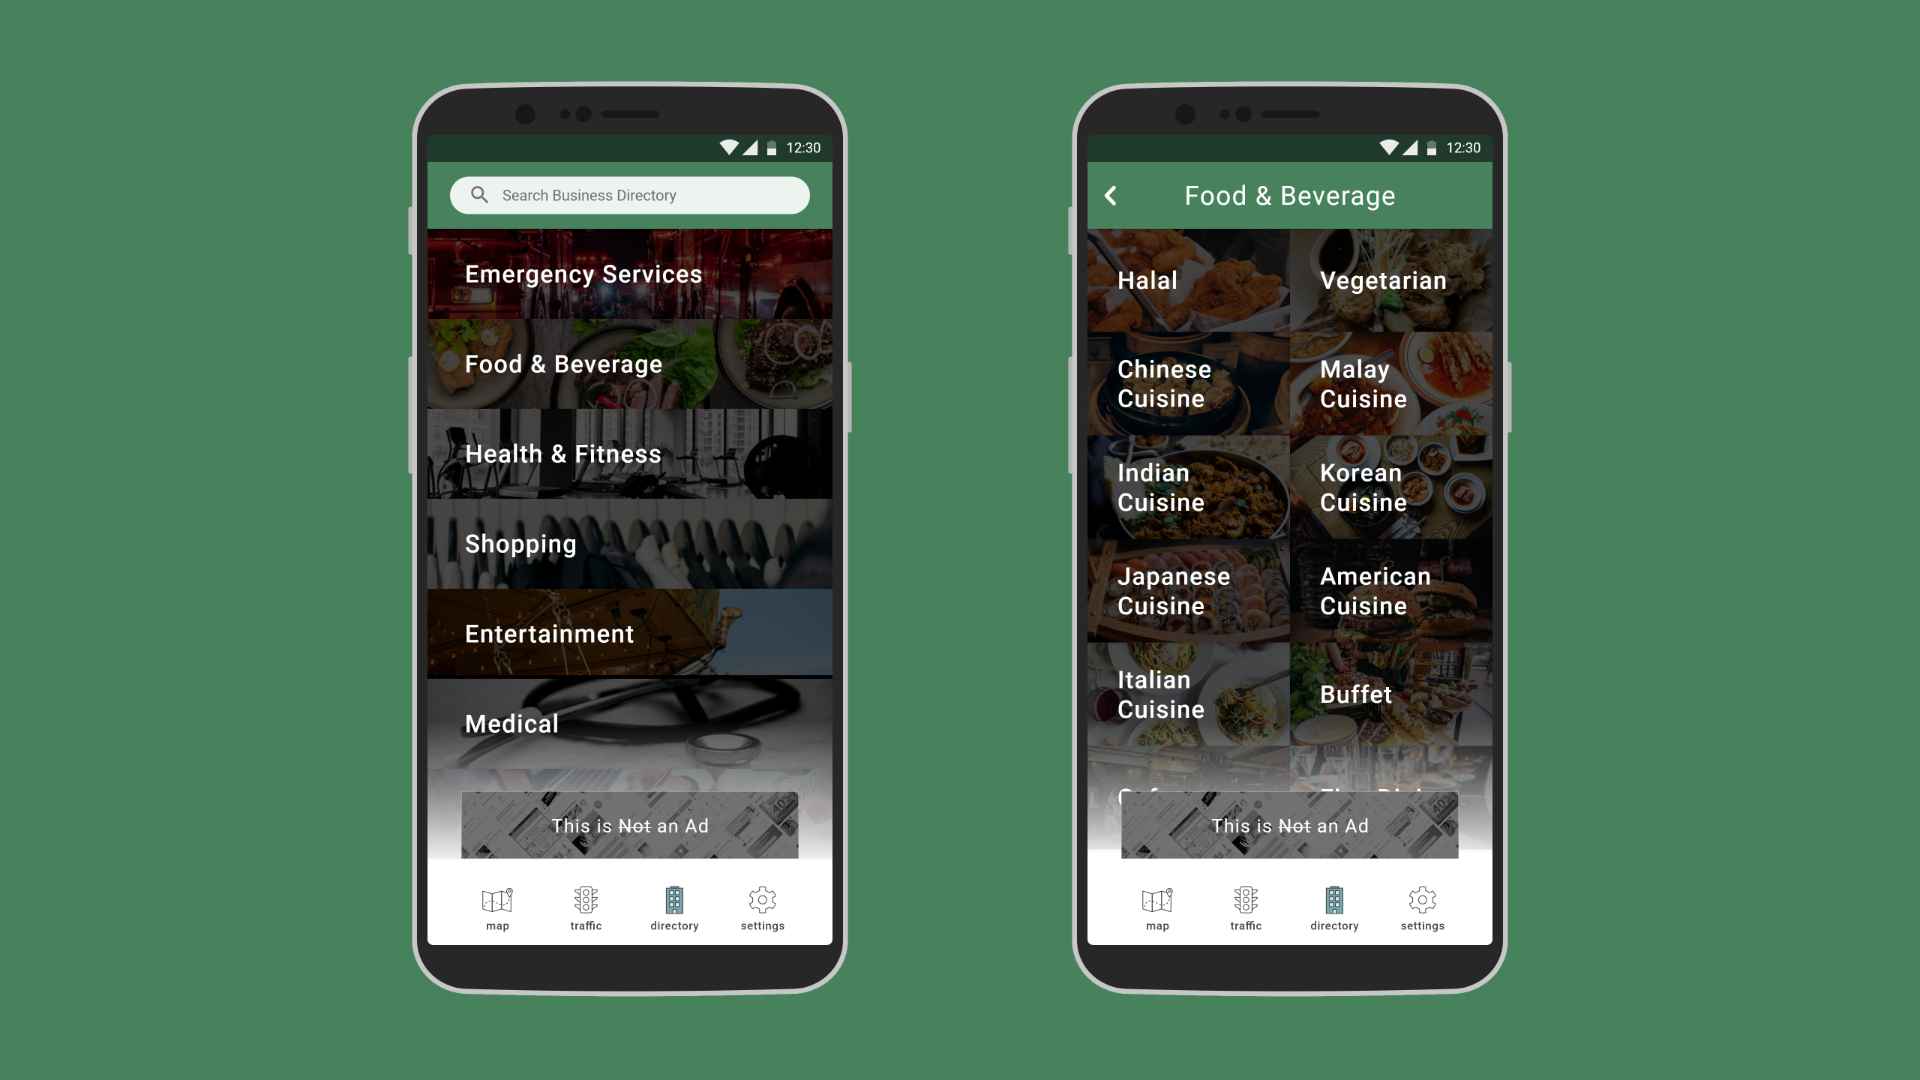 12:30
Search Business Directory
Emergency Services
Food & Beverage
Health & Fitness
Shopping
Entertainment
Medical
This is Not an Ad
map
traffic
directory
settings
12:30
Food & Beverage
Halal
Vegetarian
Chinese
Cuisine
Malay
Cuisine
Indian
Cuisine
Korean
Cuisine
Japanese
Cuisine
American
Cuisine
Italian
Cuisine
Buffet
This is Not an Ad
map
traffic
directory
settings